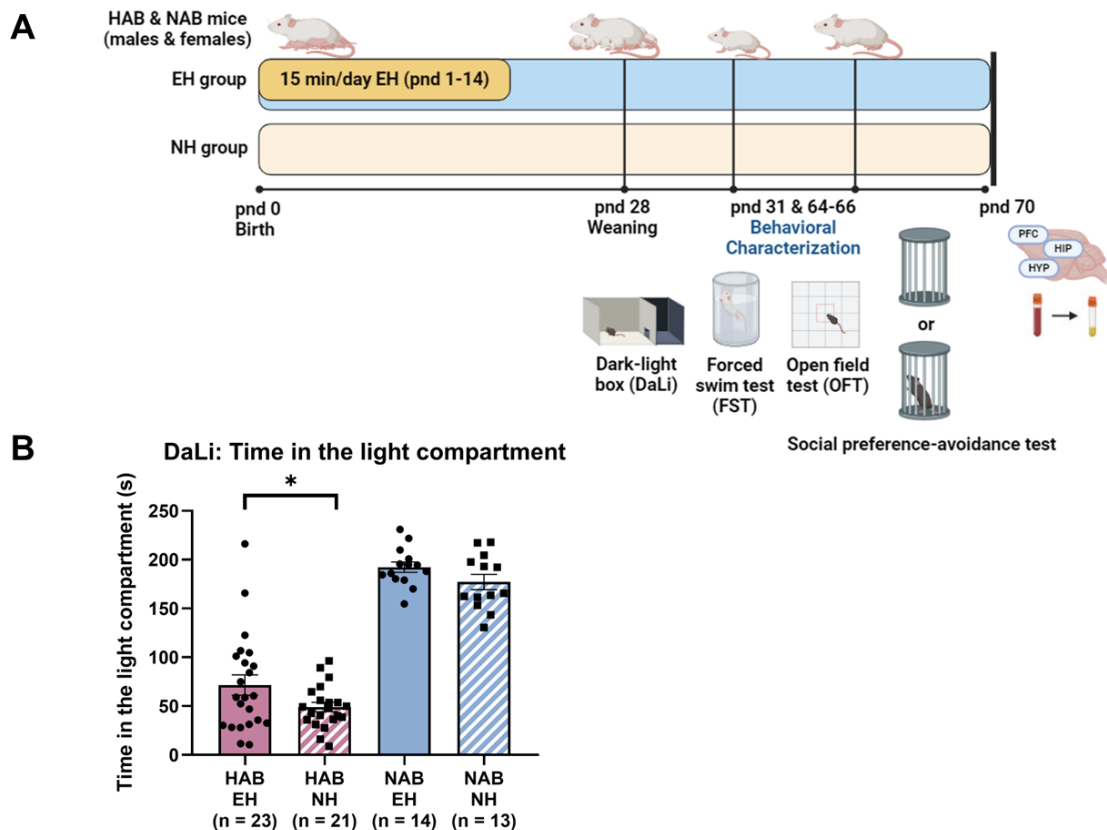 A
HAB & NAB mice
(males & females)
EH group
15 min/day EH (pnd 1-14)
NH group
pnd 0
Birth
pnd 28
Weaning
pnd 31 & 64-66
Behavioral
Characterization
pnd 70
PFC
HIP
HYP
or
Dark-light
box (DaLi)
Forced
swim test
(FST)
Open field
test (OFT)
Social preference-avoidance test
B
DaLi: Time in the light compartment
*
Time in the light compartment (s)
250
200
150
100
50
0
HAB
EH
(n = 23)
HAB
NH
(n = 21)
NAB
EH
(n = 14)
NAB
NH
(n = 13)